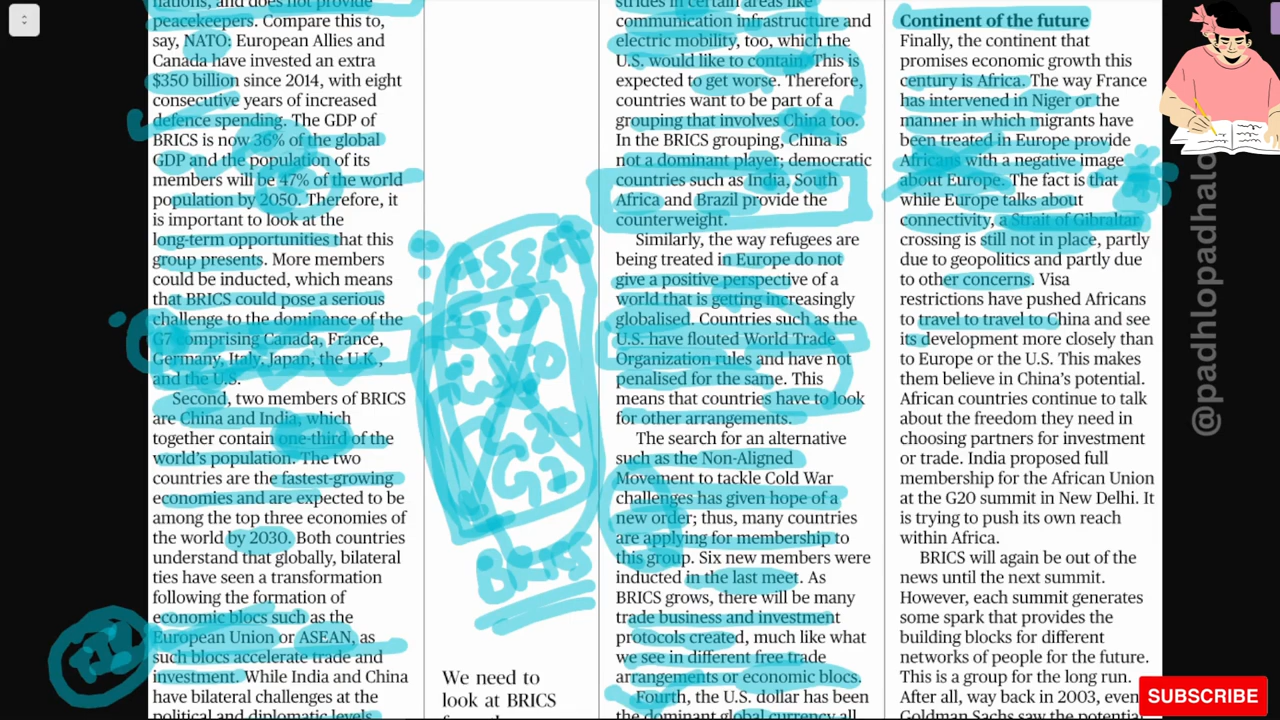 nations, and does not provide
peacekeepers. Compare this to,
say, NATO: European Allies and
Canada have invested an extra
$350 billion since 2014, with eight
consecutive years of increased
defence spending. The GDP of
BRICS is now 36% of the global
GDP and the population of its
members will be 47% of the world
population by 2050. Therefore, it
is important to look at the
long-term opportunities that this
group presents. More members
could be inducted, which means
that BRICS could pose a serious
challenge to the dominance of the
G7 comprising Canada, France,
Germany, Italy, Japan, the U.K.,
and the U.S.
Second, two members of BRICS
are China and India, which
together contain one-third of the
world's population. The two
countries are the fastest-growing
economies and are expected to be
among the top three economies of
the world by 2030. Both countries
understand that globally, bilateral
ties have seen a transformation
following the formation of
economic blocs such as the
European Union or ASEAN, as
such blocs accelerate trade and
investment. While India and China
have bilateral challenges at the
political and diplomatic levels
ASEAN
EU
G20
G7
BRICS
We need to
look at BRICS
strides in certain areas like
communication infrastructure and
electric mobility, too, which the
U.S. would like to contain. This is
expected to get worse. Therefore,
countries want to be part of a
grouping that involves China too.
In the BRICS grouping, China is
not a dominant player; democratic
countries such as India, South
Africa and Brazil provide the
counterweight.
Similarly, the way refugees are
being treated in Europe do not
give a positive perspective of a
world that is getting increasingly
globalised. Countries such as the
U.S. have flouted World Trade
Organization rules and have not
penalised for the same. This
means that countries have to look
for other arrangements.
The search for an alternative
such as the Non-Aligned
Movement to tackle Cold War
challenges has given hope of a
new order; thus, many countries
are applying for membership to
this group. Six new members were
inducted in the last meet. As
BRICS grows, there will be many
trade business and investment
protocols created, much like what
we see in different free trade
arrangements or economic blocs.
Fourth, the U.S. dollar has been
the dominant global currency all
Continent of the future
Finally, the continent that
promises economic growth this
century is Africa. The way France
has intervened in Niger or the
manner in which migrants have
been treated in Europe provide
Africans with a negative image
about Europe. The fact is that
while Europe talks about
connectivity, a Strait of Gibraltar
crossing is still not in place, partly
due to geopolitics and partly due
to other concerns. Visa
restrictions have pushed Africans
to travel to travel to China and see
its development more closely than
to Europe or the U.S. This makes
them believe in China's potential.
African countries continue to talk
about the freedom they need in
choosing partners for investment
or trade. India proposed full
membership for the African Union
at the G20 summit in New Delhi. It
is trying to push its own reach
within Africa.
BRICS will again be out of the
news until the next summit.
However, each summit generates
some spark that provides the
building blocks for different
networks of people for the future.
This is a group for the long run.
After all, way back in 2003, even
Goldman Sachs saw the potential
@padhlopadhalo
SUBSCRIBE